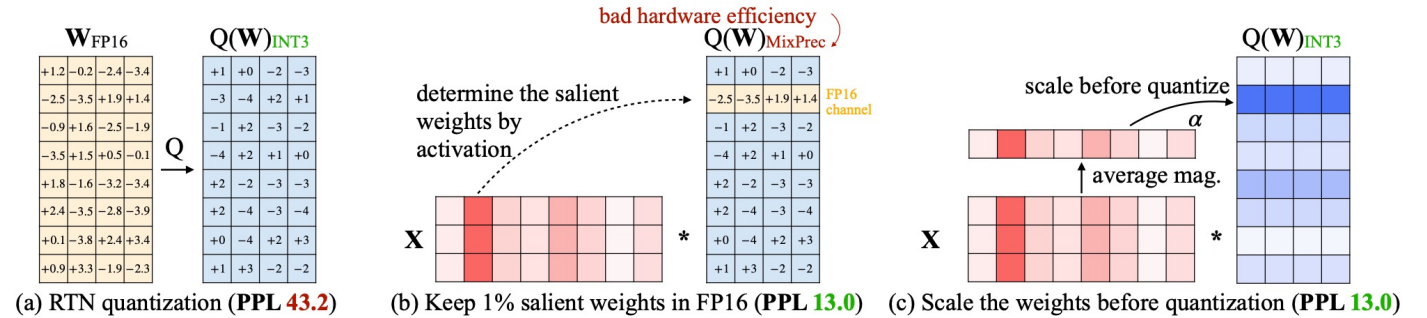 bad hardware efficiency
W_FP16 Q(W)_INT3 Q(W)_MixPrec Q(W)_INT3
+1.2 -0.2 -2.4 -3.4
-2.5 -3.5 +1.9 +1.4
-0.9 +1.6 -2.5 -1.9
-3.5 +1.5 +0.5 -0.1
+1.8 -1.6 -3.2 -3.4
+2.4 -3.5 -2.8 -3.9
+0.1 -3.8 +2.4 +3.4
+0.9 +3.3 -1.9 -2.3
Q
+1 +0 -2 -3
-3 -4 +2 +1
-1 +2 -3 -2
-4 +2 +1 +0
+2 -2 -3 -3
+2 -4 -3 -4
+0 -4 +2 +3
+1 +3 -2 -2
(a) RTN quantization (PPL 43.2)
determine the salient
weights by
activation
X
*
+1 +0 -2 -3
-2.5 -3.5 +1.9 +1.4
-1 +2 -3 -2
-4 +2 +1 +0
+2 -2 -3 -3
+2 -4 -3 -4
+0 -4 +2 +3
+1 +3 -2 -2
FP16
channel
(b) Keep 1% salient weights in FP16 (PPL 13.0)
scale before quantize
α
average mag.
X
*
(c) Scale the weights before quantization (PPL 13.0)